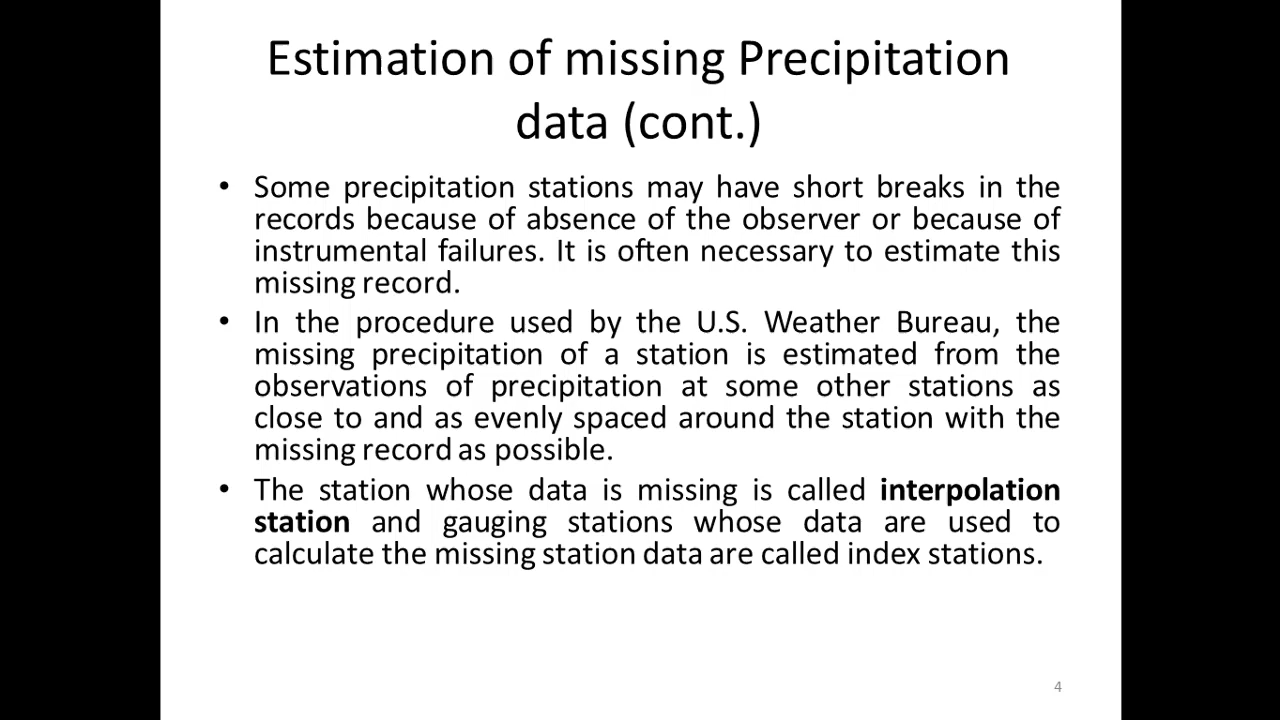 Estimation of missing Precipitation
data (cont.)
• Some precipitation stations may have short breaks in the
records because of absence of the observer or because of
instrumental failures. It is often necessary to estimate this
missing record.
• In the procedure used by the U.S. Weather Bureau, the
missing precipitation of a station is estimated from the
observations of precipitation at some other stations as
close to and as evenly spaced around the station with the
missing record as possible.
• The station whose data is missing is called interpolation
station and gauging stations whose data are used to
calculate the missing station data are called index stations.
4